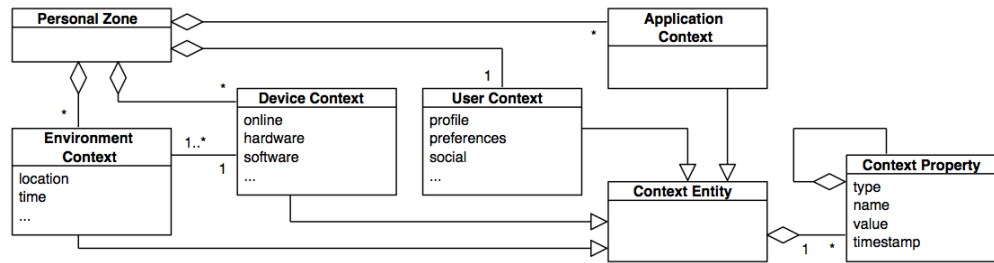 Personal Zone
*
Application
Context
1
*
Device Context
online
hardware
software
...
User Context
profile
preferences
social
...
*
Environment
Context
location
time
...
1..*
1
Context Entity
1
*
Context Property
type
name
value
timestamp